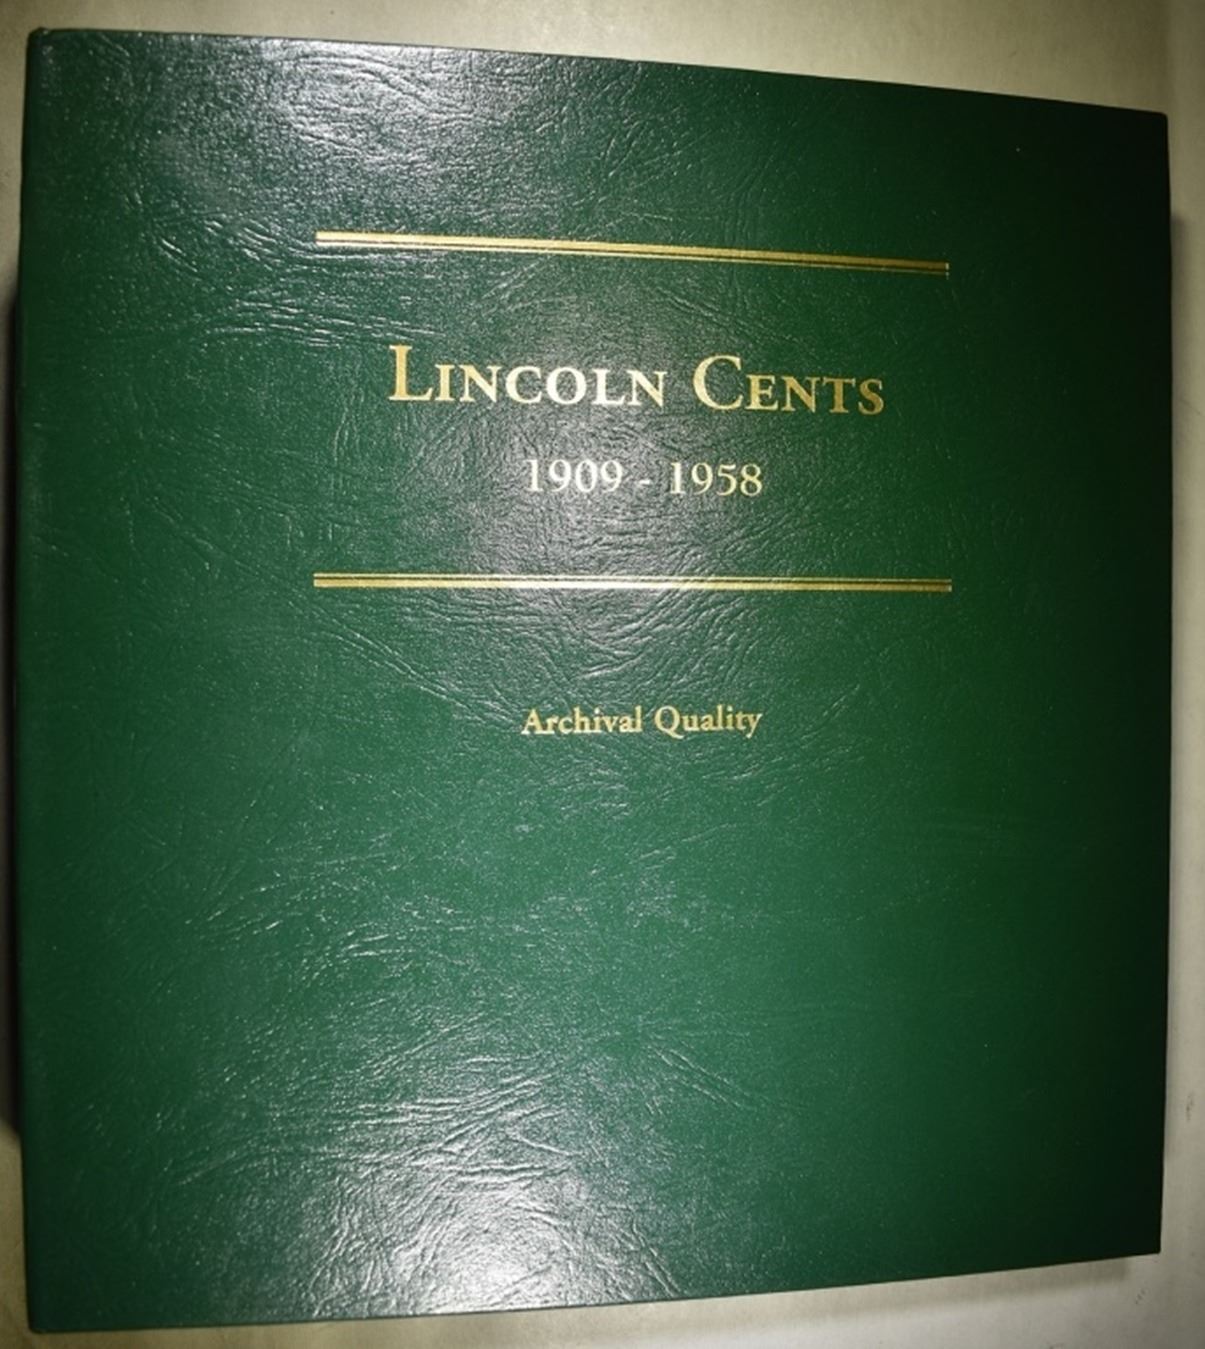 Lincoln Cents
1909 - 1958
Archival Quality